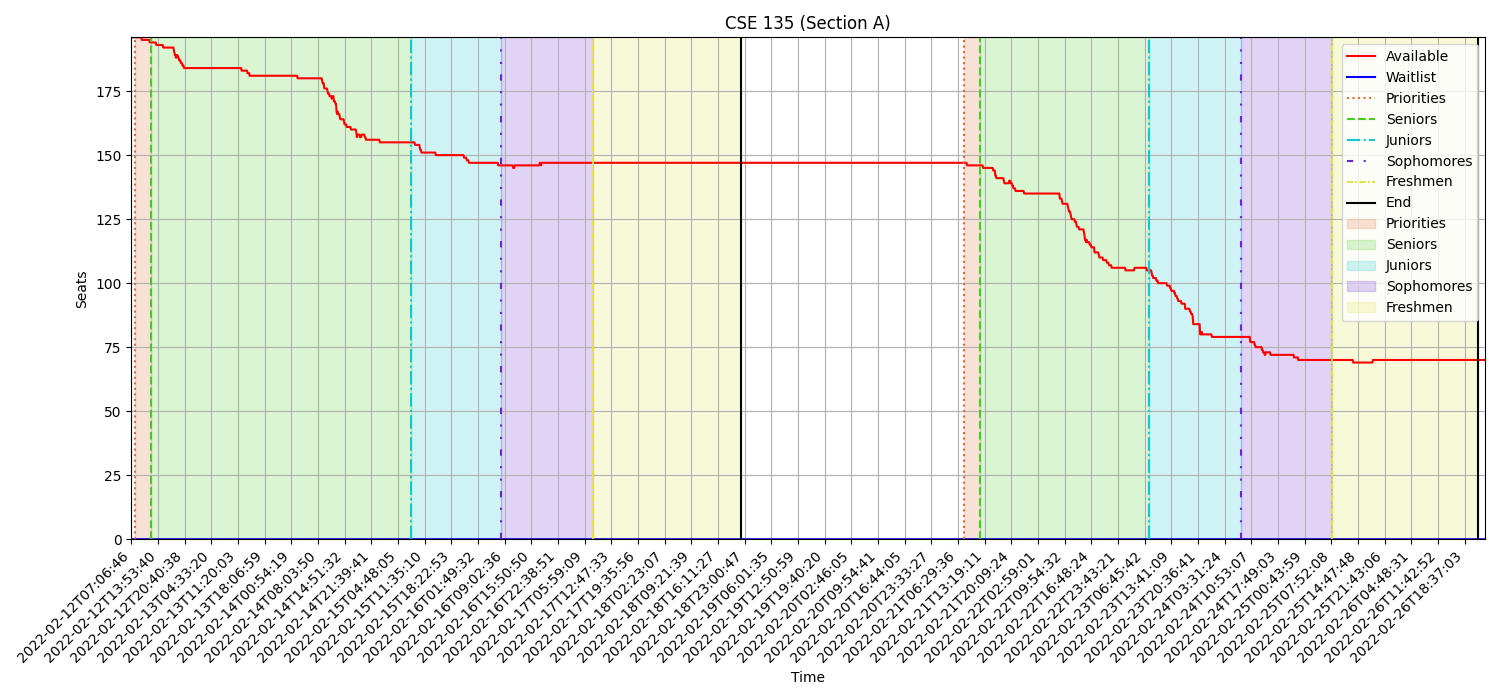 CSE 135 (Section A)
Seats
175
150
125
100
75
50
25
0
Available
Waitlist
Priorities
Seniors
Juniors
Sophomores
Freshmen
End
Priorities
Seniors
Juniors
Sophomores
Freshmen
2022-02-12T07:06:46
2022-02-12T13:53:40
2022-02-12T20:40:38
2022-02-13T04:33:20
2022-02-13T11:20:03
2022-02-13T18:06:59
2022-02-14T00:54:19
2022-02-14T08:03:50
2022-02-14T14:51:32
2022-02-14T21:39:41
2022-02-15T04:48:05
2022-02-15T11:35:10
2022-02-15T18:22:53
2022-02-16T01:49:32
2022-02-16T09:02:36
2022-02-16T15:50:50
2022-02-16T22:38:51
2022-02-17T05:59:09
2022-02-17T12:47:33
2022-02-17T19:35:56
2022-02-18T02:23:07
2022-02-18T09:21:39
2022-02-18T16:11:27
2022-02-18T23:00:47
2022-02-19T06:01:35
2022-02-19T12:50:59
2022-02-19T19:40:20
2022-02-20T02:46:05
2022-02-20T09:54:41
2022-02-20T16:44:05
2022-02-20T23:33:27
2022-02-21T06:29:36
2022-02-21T13:19:11
2022-02-21T20:09:24
2022-02-22T02:59:01
2022-02-22T09:54:32
2022-02-22T16:48:24
2022-02-22T23:43:21
2022-02-23T06:45:42
2022-02-23T13:41:09
2022-02-23T20:36:41
2022-02-24T03:31:24
2022-02-24T10:53:07
2022-02-24T17:49:03
2022-02-25T00:43:59
2022-02-25T07:52:08
2022-02-25T14:47:48
2022-02-25T21:43:06
2022-02-26T04:48:31
2022-02-26T11:42:52
2022-02-26T18:37:03
Time